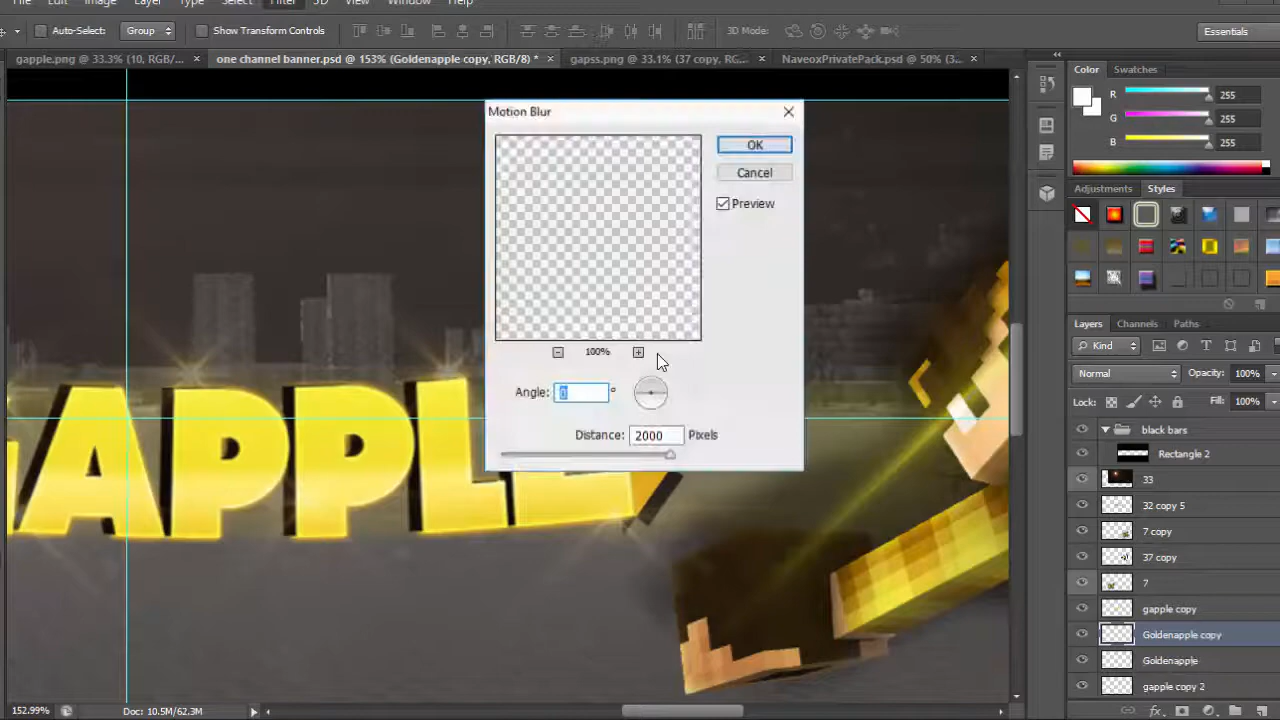 File Edit Image Layer Type Select Filter 3D View Window Help
Auto-Select: Group Show Transform Controls 3D Mode: Essentials
gapple.png @ 33.3% (10, RGB/... × one channel banner.psd @ 153% (Goldenapple copy, RGB/8) * × gapss.png @ 33.1% (37 copy, RG... × NaveoxPrivatePack.psd @ 50% (3... ×
Motion Blur
OK
Cancel
Preview
100%
Angle: 0 °
Distance: 2000 Pixels
APPLE
Color Swatches
R 255
G 255
B 255
Adjustments Styles
Layers Channels Paths
Kind
Normal Opacity: 100%
Lock: Fill: 100%
black bars
Rectangle 2
33
32 copy 5
7 copy
37 copy
7
gapple copy
Goldenapple copy
Goldenapple
gapple copy 2
152.99% Doc: 10.5M/62.3M